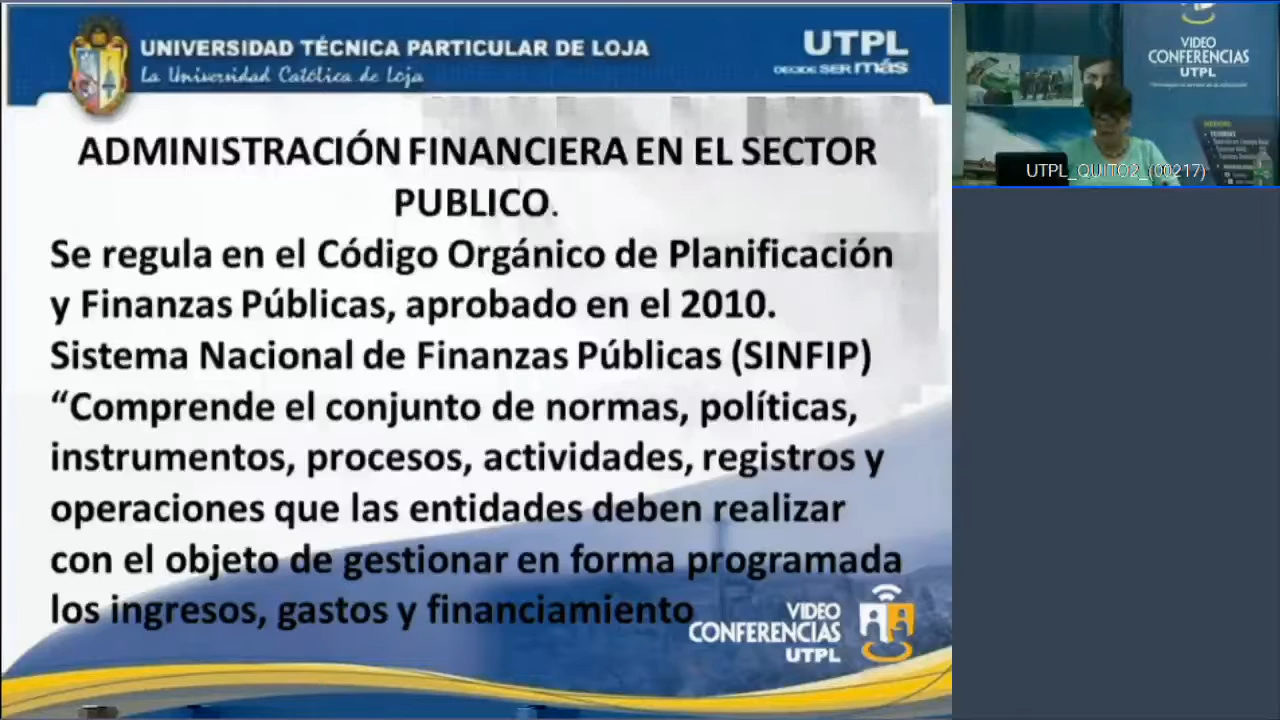 UNIVERSIDAD TÉCNICA PARTICULAR DE LOJA
La Universidad Católica de Loja
UTPL
DECIDE SER más
ADMINISTRACIÓN FINANCIERA EN EL SECTOR
PUBLICO.
Se regula en el Código Orgánico de Planificación
y Finanzas Públicas, aprobado en el 2010.
Sistema Nacional de Finanzas Públicas (SINFIP)
“Comprende el conjunto de normas, políticas,
instrumentos, procesos, actividades, registros y
operaciones que las entidades deben realizar
con el objeto de gestionar en forma programada
los ingresos, gastos y financiamiento
VIDEO
CONFERENCIAS
UTPL
VIDEO
CONFERENCIAS
UTPL
UTPL_QUITO2_(00217)